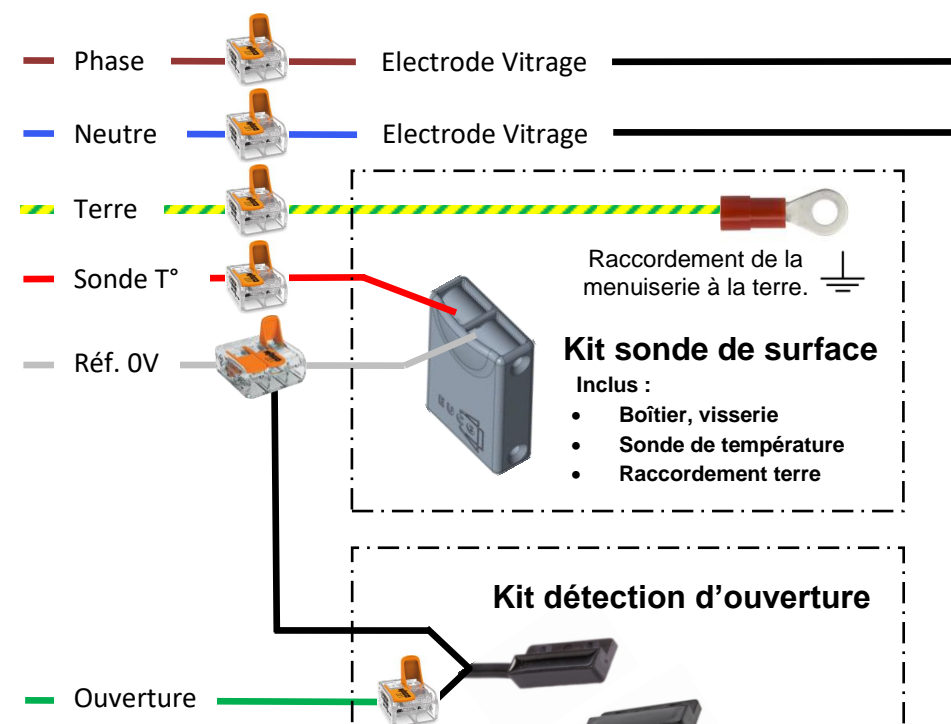 Phase
Electrode Vitrage
Neutre
Electrode Vitrage
Terre
Raccordement de la
menuiserie à la terre.
Sonde T°
Réf. 0V
Kit sonde de surface
Inclus :
• Boîtier, visserie
• Sonde de température
• Raccordement terre
Kit détection d’ouverture
Ouverture